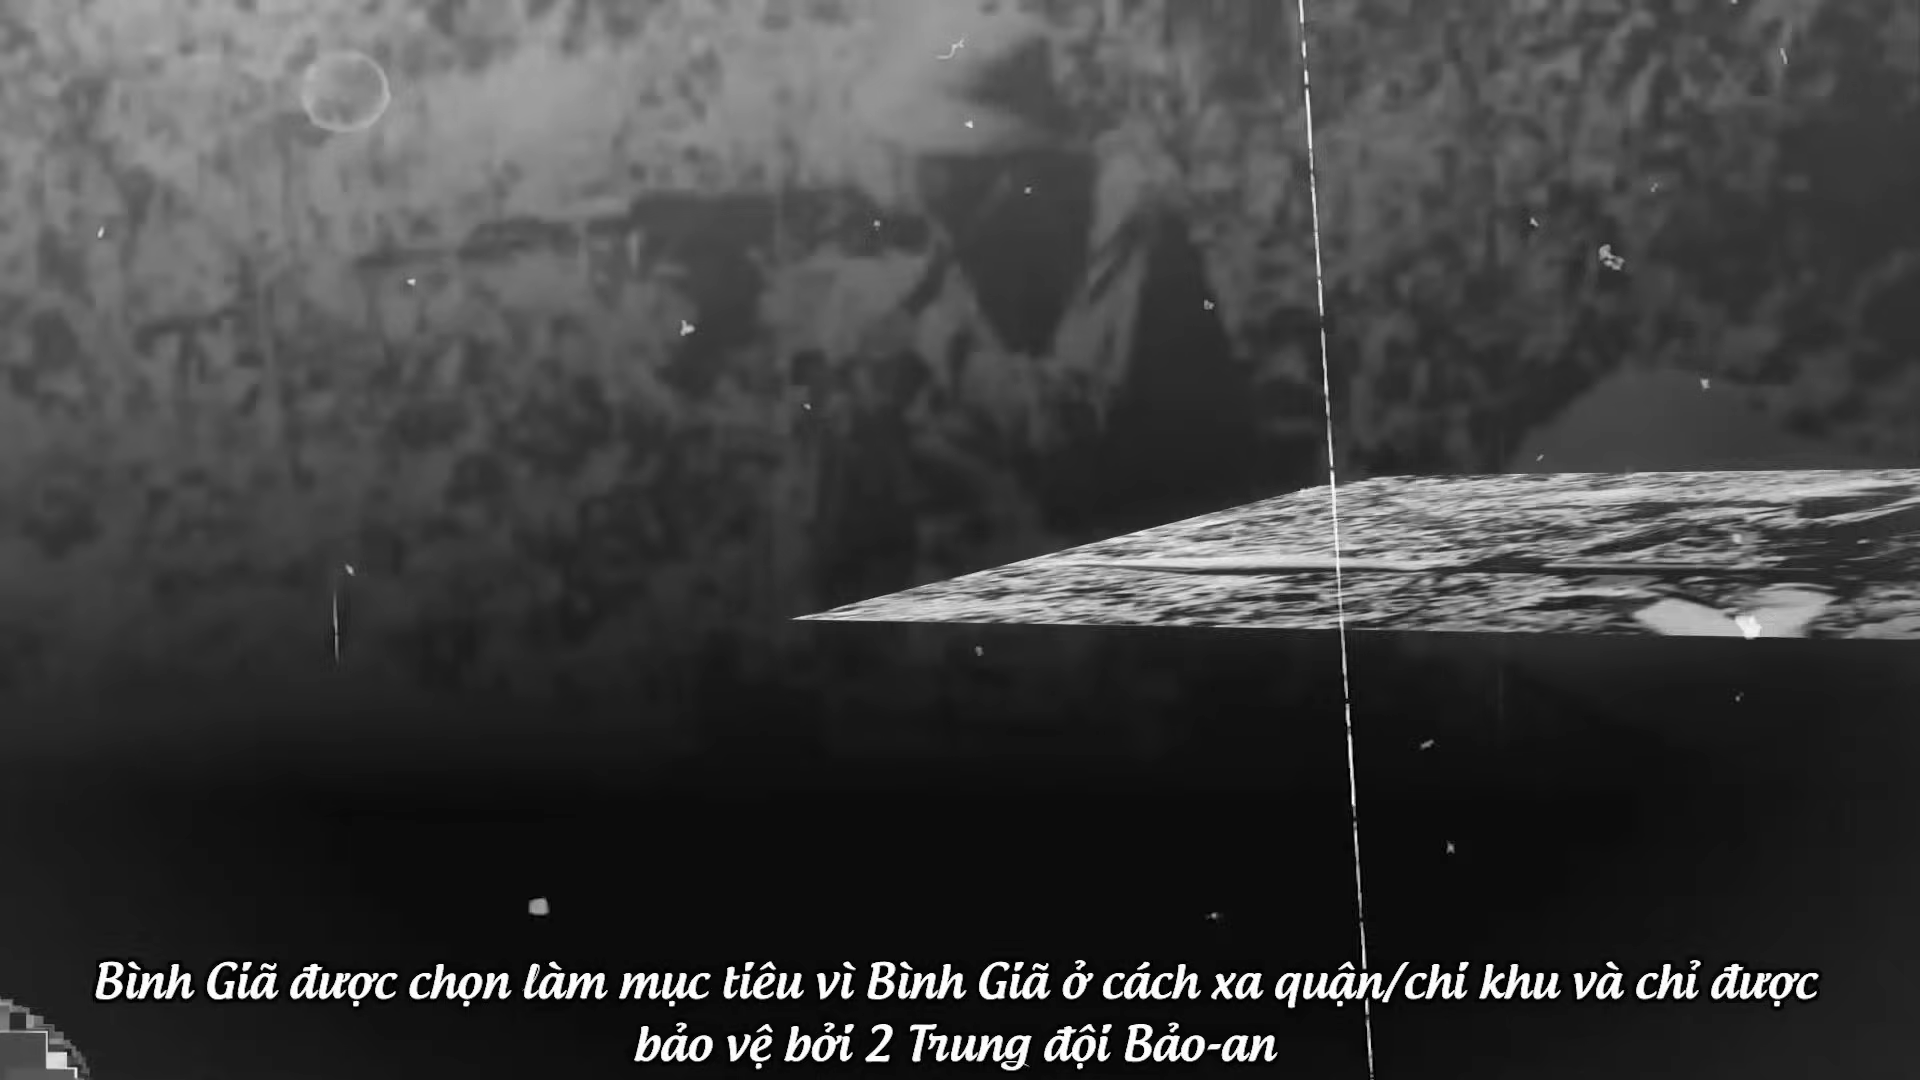 Bình Giã được chọn làm mục tiêu vì Bình Giã ở cách xa quận/chi khu và chỉ được
bảo vệ bởi 2 Trung đội Bảo-an